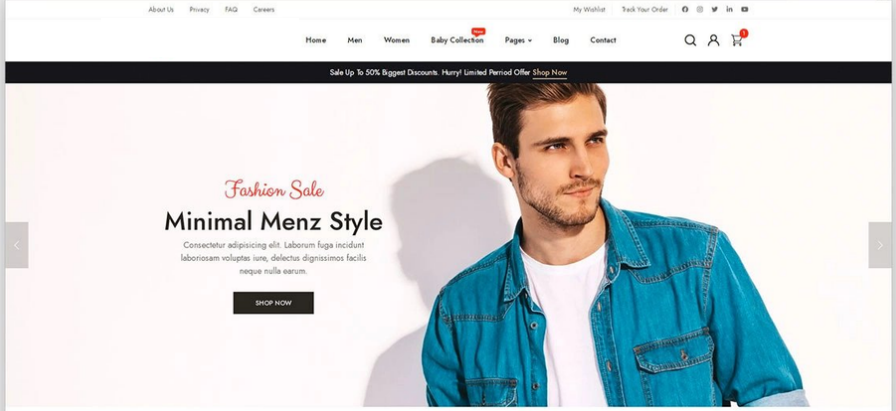 About Us Privacy FAQ Careers My Wishlist Track Your Order
New
Home Men Women Baby Collection Pages Blog Contact
1
Sale Up To 50% Biggest Discounts. Hurry! Limited Perriod Offer Shop Now
Fashion Sale
Minimal Menz Style
Consectetur adipisicing elit. Laborum fuga incidunt
laboriosam voluptas iure, delectus dignissimos facilis
neque nulla earum.
SHOP NOW